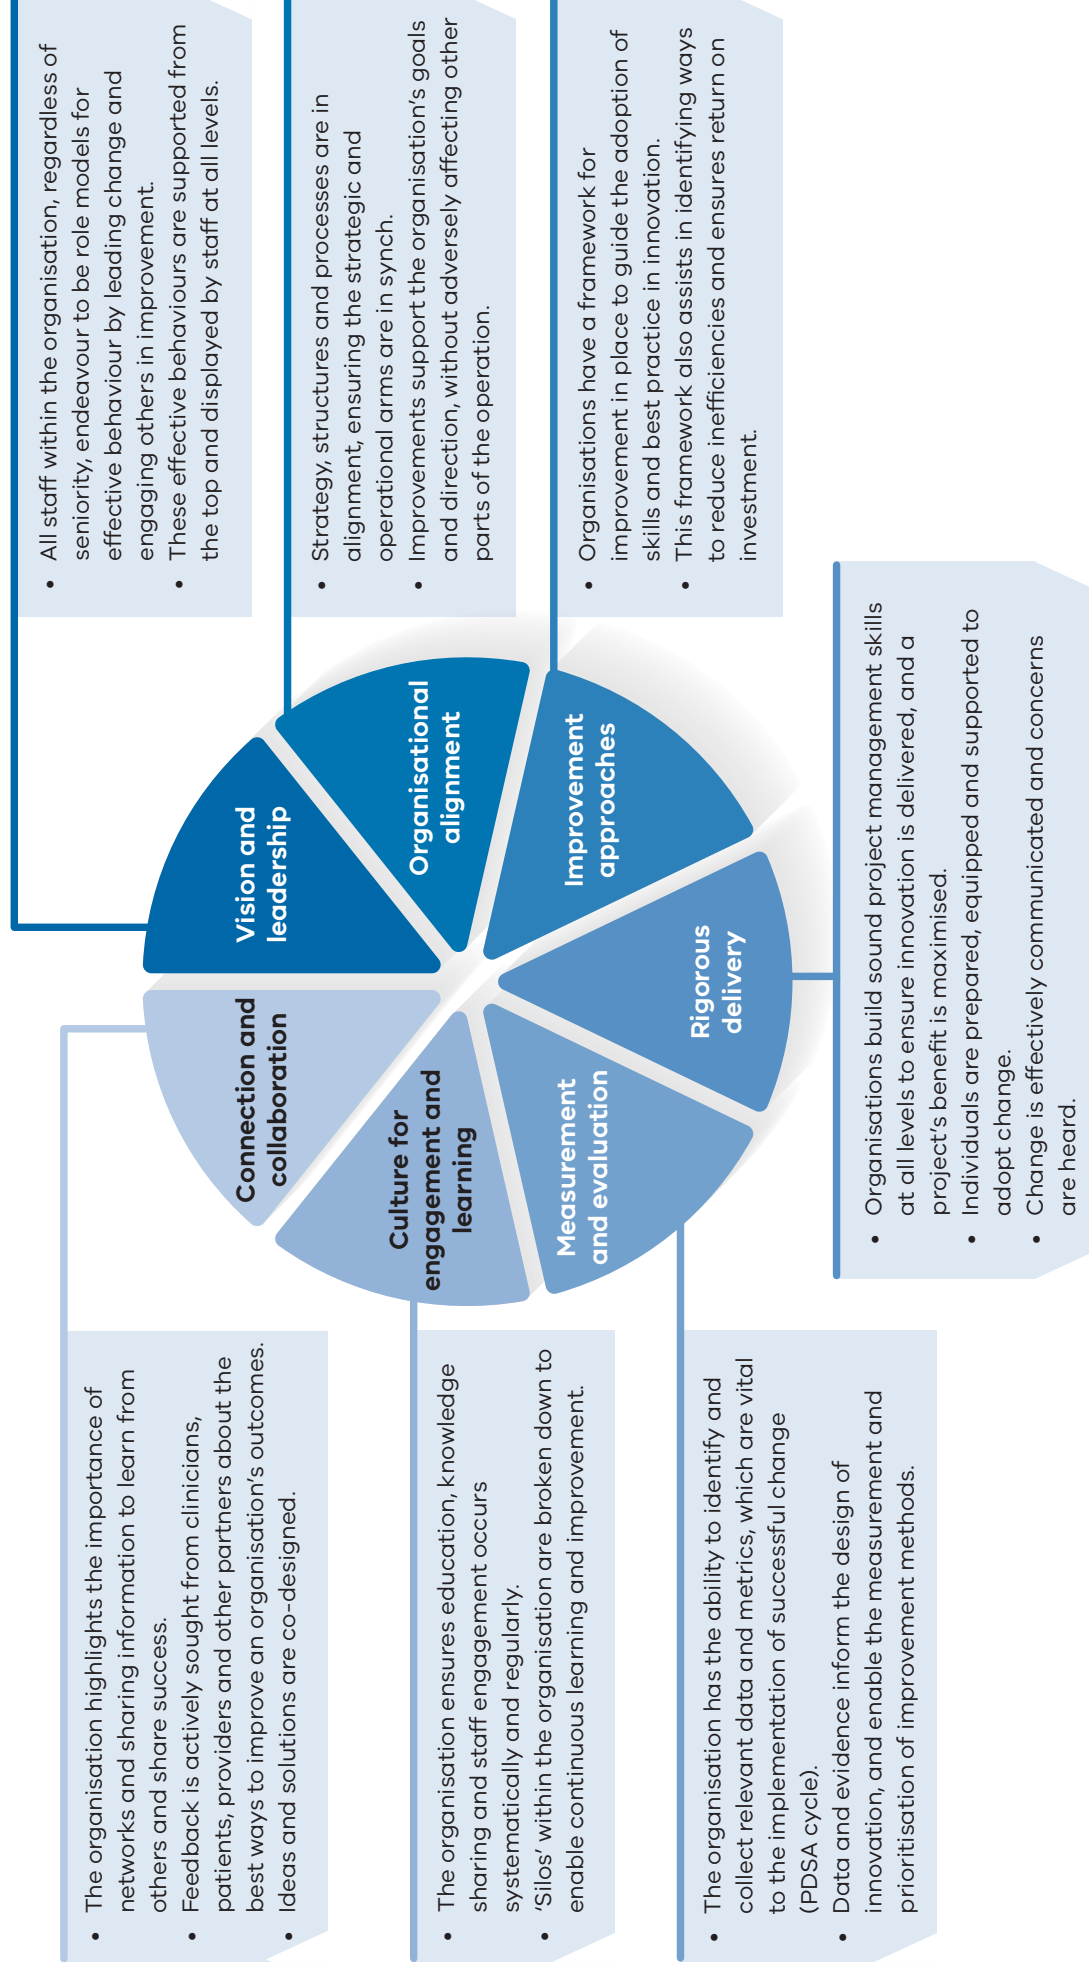 Vision and
leadership
• All staff within the organisation, regardless of
seniority, endeavour to be role models for
effective behaviour by leading change and
engaging others in improvement.
• These effective behaviours are supported from
the top and displayed by staff at all levels.
Organisational
alignment
• Strategy, structures and processes are in
alignment, ensuring the strategic and
operational arms are in synch.
• Improvements support the organisation’s goals
and direction, without adversely affecting other
parts of the operation.
Improvement
approaches
• Organisations have a framework for
improvement in place to guide the adoption of
skills and best practice in innovation.
• This framework also assists in identifying ways
to reduce inefficiencies and ensures return on
investment.
Rigorous
delivery
• Organisations build sound project management skills
at all levels to ensure innovation is delivered, and a
project’s benefit is maximised.
• Individuals are prepared, equipped and supported to
adopt change.
• Change is effectively communicated and concerns
are heard.
Measurement
and evaluation
• The organisation has the ability to identify and
collect relevant data and metrics, which are vital
to the implementation of successful change
(PDSA cycle).
• Data and evidence inform the design of
innovation, and enable the measurement and
prioritisation of improvement methods.
Culture for
engagement and
learning
• The organisation ensures education, knowledge
sharing and staff engagement occurs
systematically and regularly.
• ‘Silos’ within the organisation are broken down to
enable continuous learning and improvement.
Connection and
collaboration
• The organisation highlights the importance of
networks and sharing information to learn from
others and share success.
• Feedback is actively sought from clinicians,
patients, providers and other partners about the
best ways to improve an organisation’s outcomes.
• Ideas and solutions are co-designed.